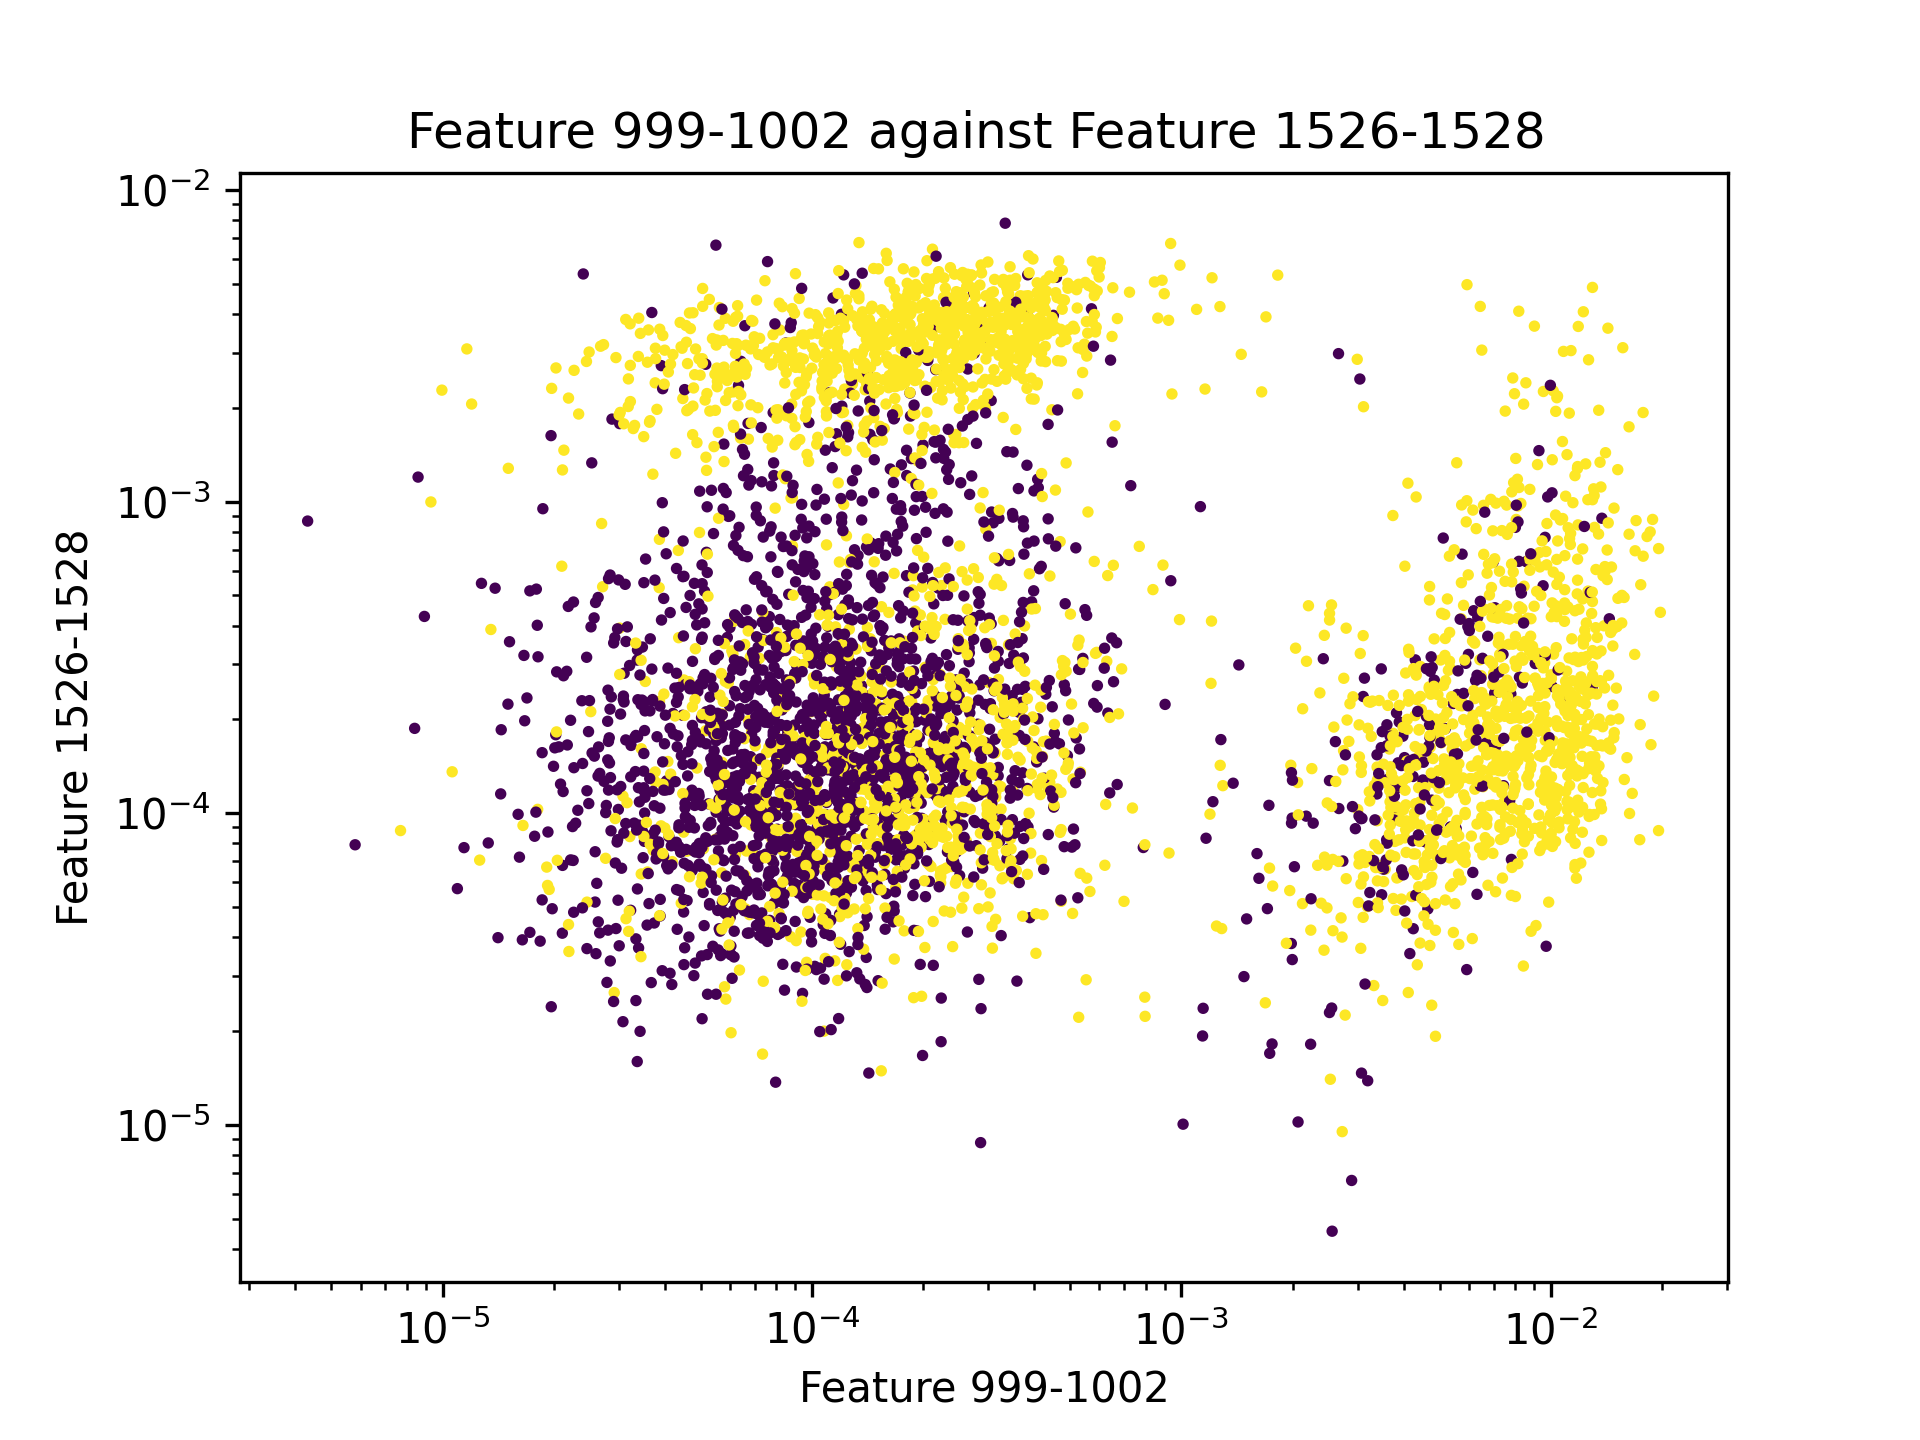 Feature 999-1002 against Feature 1526-1528
10⁻²
10⁻³
10⁻⁴
10⁻⁵
Feature 1526-1528
10⁻⁵ 10⁻⁴ 10⁻³ 10⁻²
Feature 999-1002